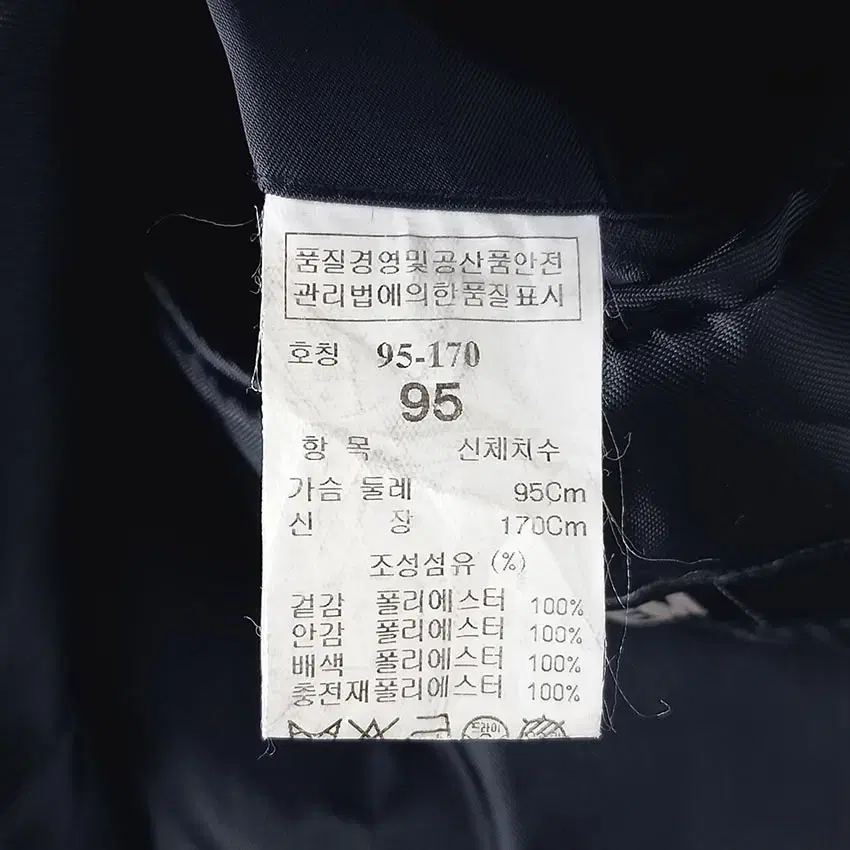 품질경영및공산품안전
관리법에의한품질표시
호칭 95-170
95
항 목 신체치수
가슴 둘레 95Cm
신 장 170Cm
조성섬유 (%)
겉감 폴리에스터 100%
안감 폴리에스터 100%
배색 폴리에스터 100%
충전재폴리에스터 100%
드라이